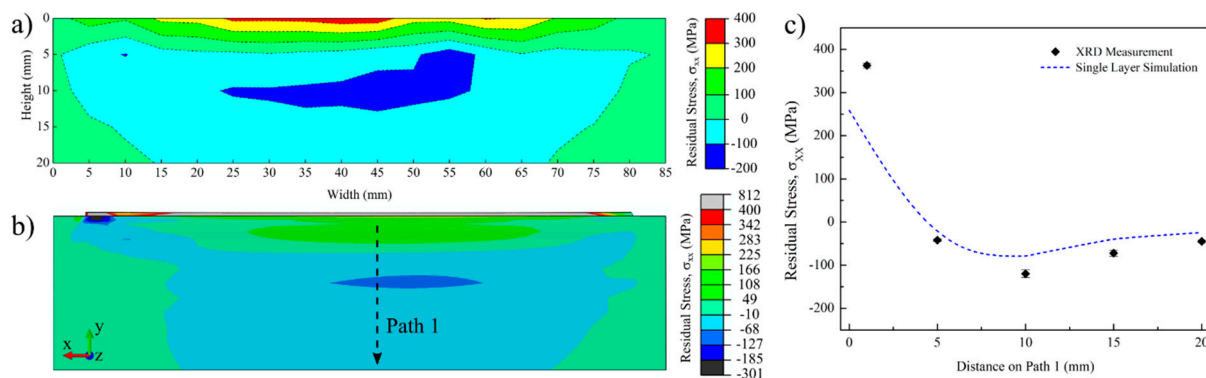 a)
0
5
10
15
20
Height (mm)
0 5 10 15 20 25 30 35 40 45 50 55 60 65 70 75 80 85
Width (mm)
Residual Stress, σxx (MPa)
400
300
200
100
0
-100
-200
b)
Path 1
y
x
z
Residual Stress, σxx (MPa)
812
400
342
283
225
166
108
49
-10
-68
-127
-185
-301
c)
XRD Measurement
Single Layer Simulation
Residual Stress, σXX (MPa)
400
300
200
100
0
-100
-200
0 5 10 15 20
Distance on Path 1 (mm)